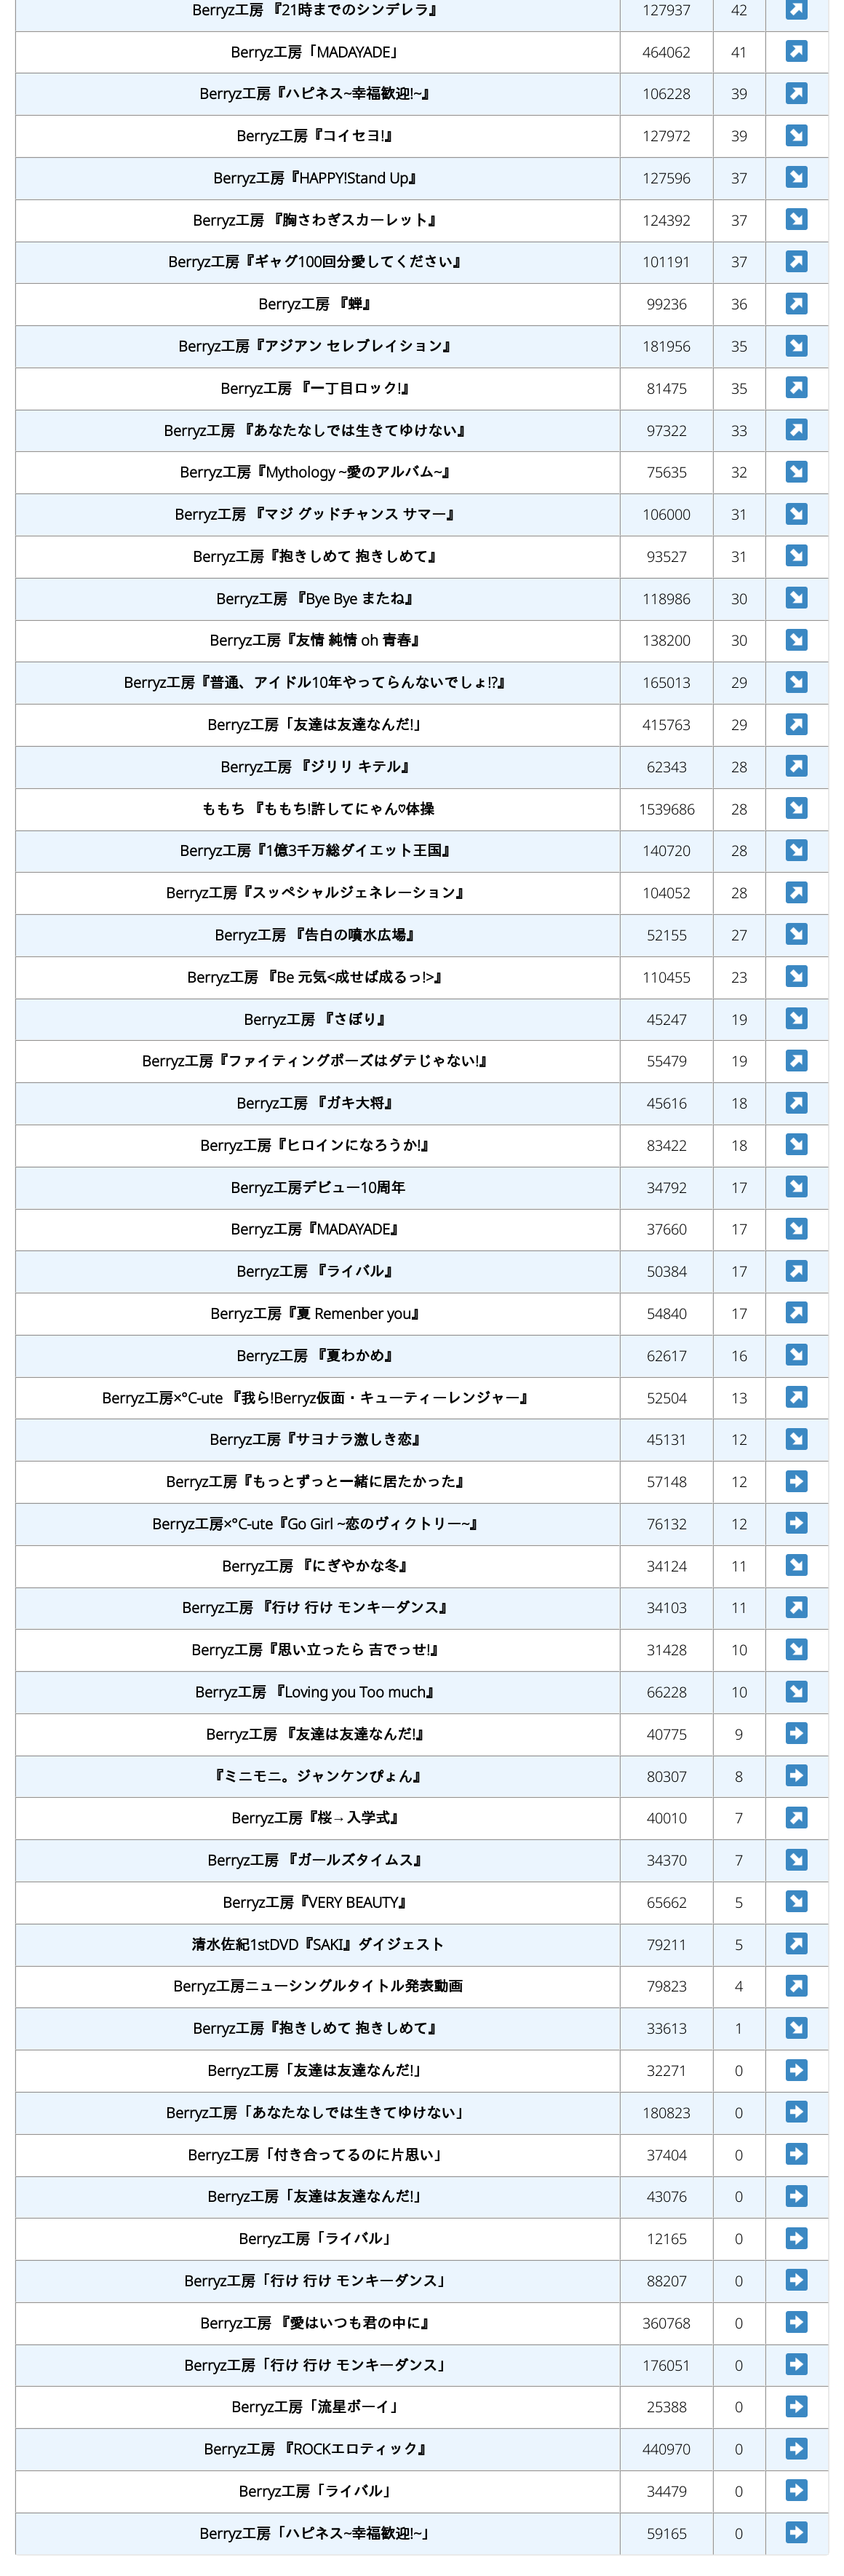 Berryz工房 『21時までのシンデレラ』 127937 42 ↗
Berryz工房「MADAYADE」 464062 41 ↗
Berryz工房『ハピネス~幸福歓迎!~』 106228 39 ↗
Berryz工房『コイセヨ!』 127972 39 ↘
Berryz工房『HAPPY!Stand Up』 127596 37 ↘
Berryz工房 『胸さわぎスカーレット』 124392 37 ↘
Berryz工房『ギャグ100回分愛してください』 101191 37 ↗
Berryz工房 『蝉』 99236 36 ↗
Berryz工房『アジアン セレブレイション』 181956 35 ↘
Berryz工房 『一丁目ロック!』 81475 35 ↗
Berryz工房 『あなたなしでは生きてゆけない』 97322 33 ↗
Berryz工房『Mythology ~愛のアルバム~』 75635 32 ↘
Berryz工房 『マジ グッドチャンス サマー』 106000 31 ↘
Berryz工房『抱きしめて 抱きしめて』 93527 31 ↘
Berryz工房 『Bye Bye またね』 118986 30 ↘
Berryz工房『友情 純情 oh 青春』 138200 30 ↘
Berryz工房『普通、アイドル10年やってらんないでしょ!?』 165013 29 ↘
Berryz工房「友達は友達なんだ!」 415763 29 ↗
Berryz工房 『ジリリ キテル』 62343 28 ↗
ももち 『ももち!許してにゃん♡体操 1539686 28 ↘
Berryz工房『1億3千万総ダイエット王国』 140720 28 ↘
Berryz工房『スッペシャルジェネレーション』 104052 28 ↗
Berryz工房 『告白の噴水広場』 52155 27 ↘
Berryz工房 『Be 元気<成せば成るっ!>』 110455 23 ↘
Berryz工房 『さぼり』 45247 19 ↘
Berryz工房『ファイティングポーズはダテじゃない!』 55479 19 ↗
Berryz工房 『ガキ大将』 45616 18 ↗
Berryz工房『ヒロインになろうか!』 83422 18 ↘
Berryz工房デビュー10周年 34792 17 ↘
Berryz工房『MADAYADE』 37660 17 ↘
Berryz工房 『ライバル』 50384 17 ↗
Berryz工房『夏 Remenber you』 54840 17 ↗
Berryz工房 『夏わかめ』 62617 16 ↘
Berryz工房×°C-ute 『我ら!Berryz仮面・キューティーレンジャー』 52504 13 ↗
Berryz工房『サヨナラ激しき恋』 45131 12 ↘
Berryz工房『もっとずっと一緒に居たかった』 57148 12 →
Berryz工房×°C-ute『Go Girl ~恋のヴィクトリー~』 76132 12 →
Berryz工房 『にぎやかな冬』 34124 11 ↘
Berryz工房 『行け 行け モンキーダンス』 34103 11 ↗
Berryz工房『思い立ったら 吉でっせ!』 31428 10 ↘
Berryz工房 『Loving you Too much』 66228 10 ↘
Berryz工房 『友達は友達なんだ!』 40775 9 →
『ミニモニ。ジャンケンぴょん』 80307 8 →
Berryz工房『桜→入学式』 40010 7 ↗
Berryz工房 『ガールズタイムス』 34370 7 ↘
Berryz工房『VERY BEAUTY』 65662 5 ↘
清水佐紀1stDVD『SAKI』ダイジェスト 79211 5 ↗
Berryz工房ニューシングルタイトル発表動画 79823 4 ↗
Berryz工房『抱きしめて 抱きしめて』 33613 1 ↘
Berryz工房「友達は友達なんだ!」 32271 0 →
Berryz工房「あなたなしでは生きてゆけない」 180823 0 →
Berryz工房「付き合ってるのに片思い」 37404 0 →
Berryz工房「友達は友達なんだ!」 43076 0 →
Berryz工房「ライバル」 12165 0 →
Berryz工房「行け 行け モンキーダンス」 88207 0 →
Berryz工房 『愛はいつも君の中に』 360768 0 →
Berryz工房「行け 行け モンキーダンス」 176051 0 →
Berryz工房「流星ボーイ」 25388 0 →
Berryz工房 『ROCKエロティック』 440970 0 →
Berryz工房「ライバル」 34479 0 →
Berryz工房「ハピネス~幸福歓迎!~」 59165 0 →